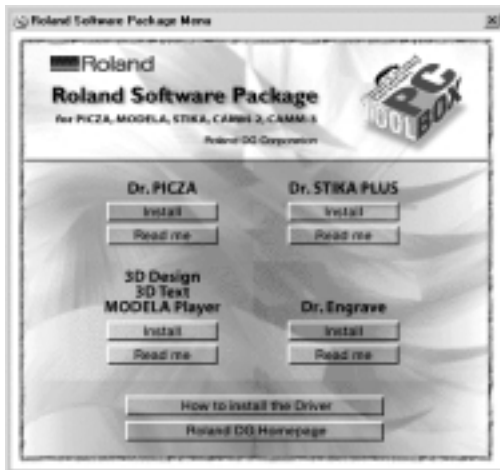 Roland Software Package Menu
Roland
Roland Software Package
for PICZA, MODELA, STIKA, CAMM-2, CAMM-3
Roland DG Corporation
PC
TOOLBOX
Dr. PICZA
Install
Read me
Dr. STIKA PLUS
Install
Read me
3D Design
3D Text
MODELA Player
Install
Read me
Dr. Engrave
Install
Read me
How to install the Driver
Roland DG Homepage